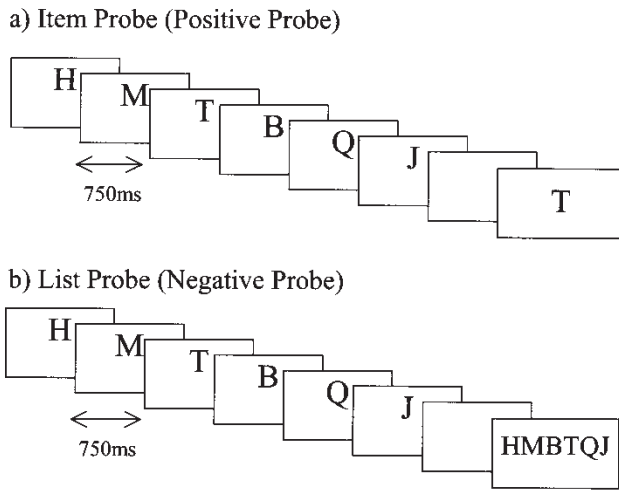 a) Item Probe (Positive Probe)
H
M
T
B
Q
J
750ms
T
b) List Probe (Negative Probe)
H
M
T
B
Q
J
750ms
HMBTQJ